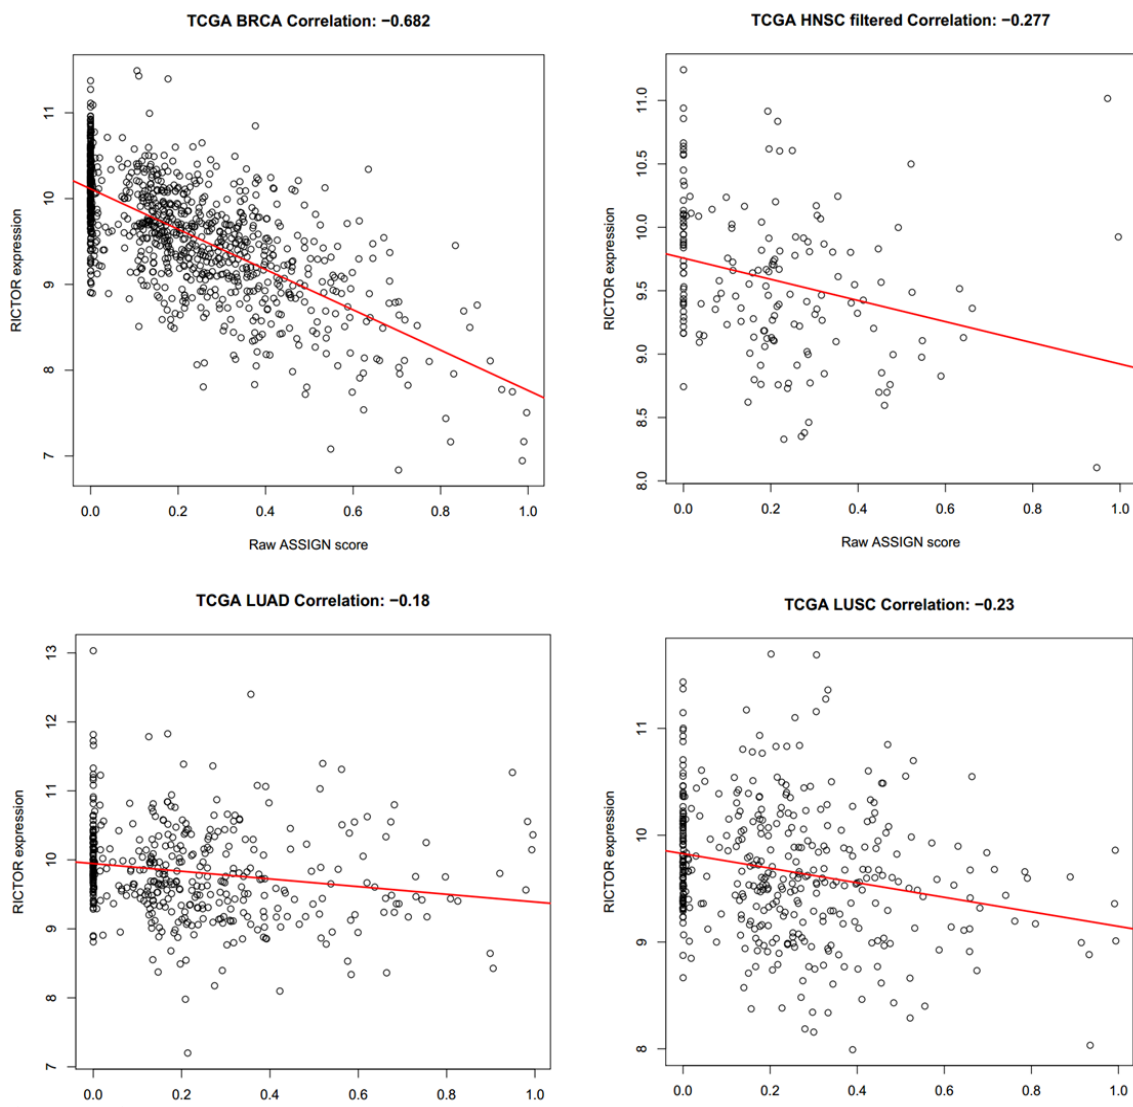 TCGA BRCA Correlation: −0.682
RICTOR expression
11
10
9
8
7
0.0 0.2 0.4 0.6 0.8 1.0
Raw ASSIGN score
TCGA HNSC filtered Correlation: −0.277
RICTOR expression
11.0
10.5
10.0
9.5
9.0
8.5
8.0
0.0 0.2 0.4 0.6 0.8 1.0
Raw ASSIGN score
TCGA LUAD Correlation: −0.18
RICTOR expression
13
12
11
10
9
8
7
0.0 0.2 0.4 0.6 0.8 1.0
TCGA LUSC Correlation: −0.23
RICTOR expression
11
10
9
8
0.0 0.2 0.4 0.6 0.8 1.0